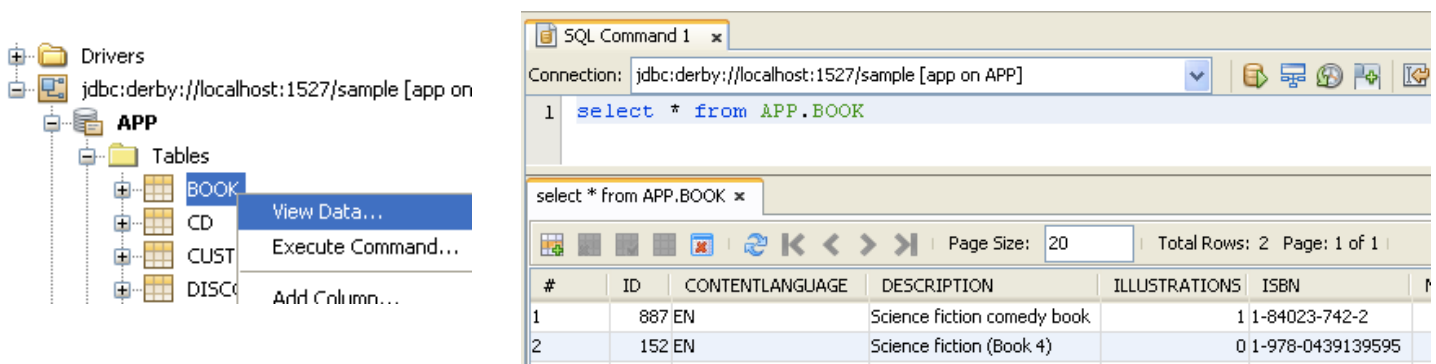 Drivers
jdbc:derby://localhost:1527/sample [app on
APP
Tables
BOOK
CD
CUST
DISC
View Data...
Execute Command...
Add Column...
SQL Command 1
Connection: jdbc:derby://localhost:1527/sample [app on APP]
1 select * from APP.BOOK
select * from APP.BOOK
Page Size: 20 Total Rows: 2 Page: 1 of 1
# ID CONTENTLANGUAGE DESCRIPTION ILLUSTRATIONS ISBN
1 887 EN Science fiction comedy book 1 1-84023-742-2
2 152 EN Science fiction (Book 4) 0 1-978-0439139595